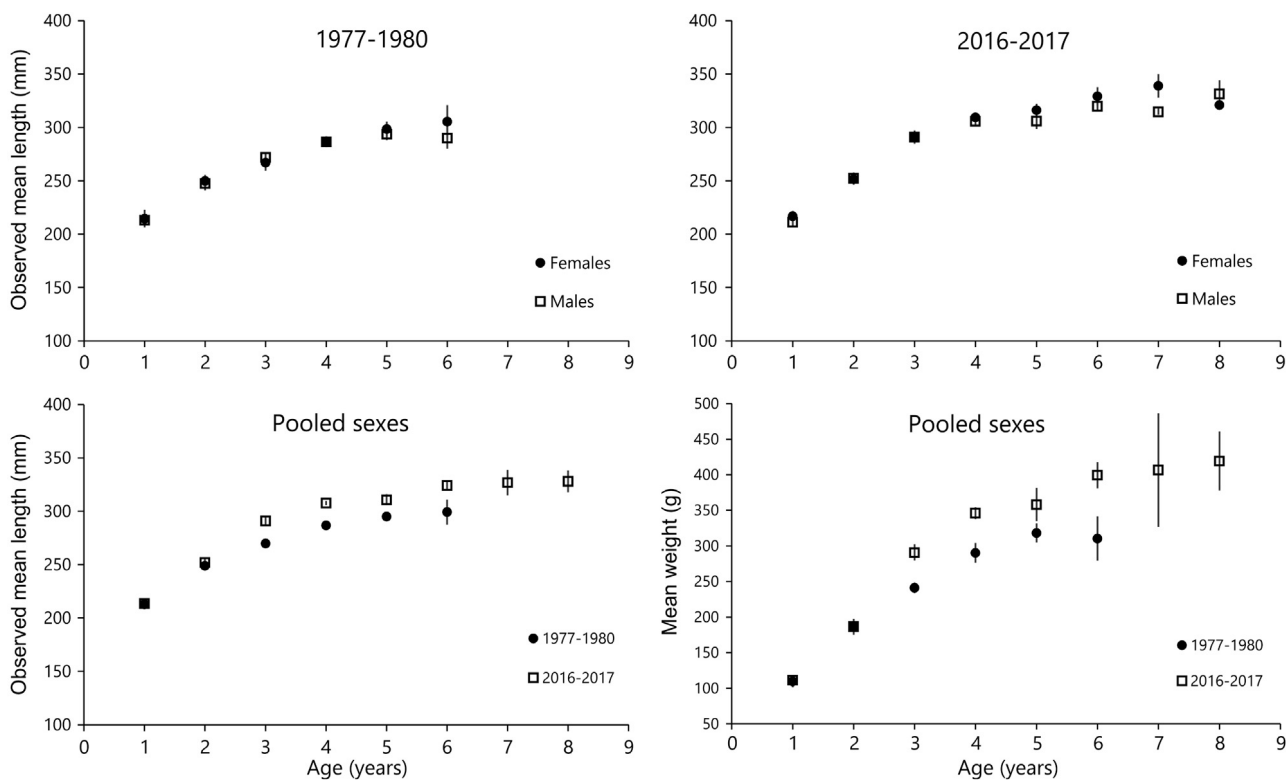 1977-1980
Observed mean length (mm)
400
350
300
250
200
150
100
0 1 2 3 4 5 6 7 8 9
Females
Males
2016-2017
400
350
300
250
200
150
100
0 1 2 3 4 5 6 7 8 9
Females
Males
Pooled sexes
Observed mean length (mm)
400
350
300
250
200
150
100
0 1 2 3 4 5 6 7 8 9
Age (years)
1977-1980
2016-2017
Pooled sexes
Mean weight (g)
500
450
400
350
300
250
200
150
100
50
0 1 2 3 4 5 6 7 8 9
Age (years)
1977-1980
2016-2017